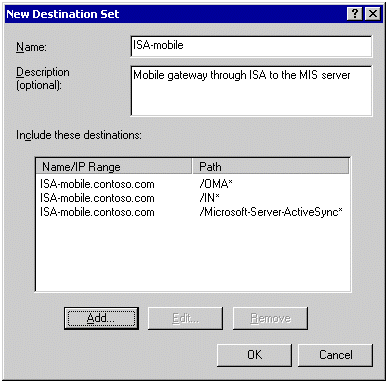 New Destination Set
Name:
ISA-mobile
Description
(optional):
Mobile gateway through ISA to the MIS server
Include these destinations:
Name/IP Range Path
ISA-mobile.contoso.com /OMA*
ISA-mobile.contoso.com /IN*
ISA-mobile.contoso.com /Microsoft-Server-ActiveSync*
Add... Edit... Remove
OK Cancel